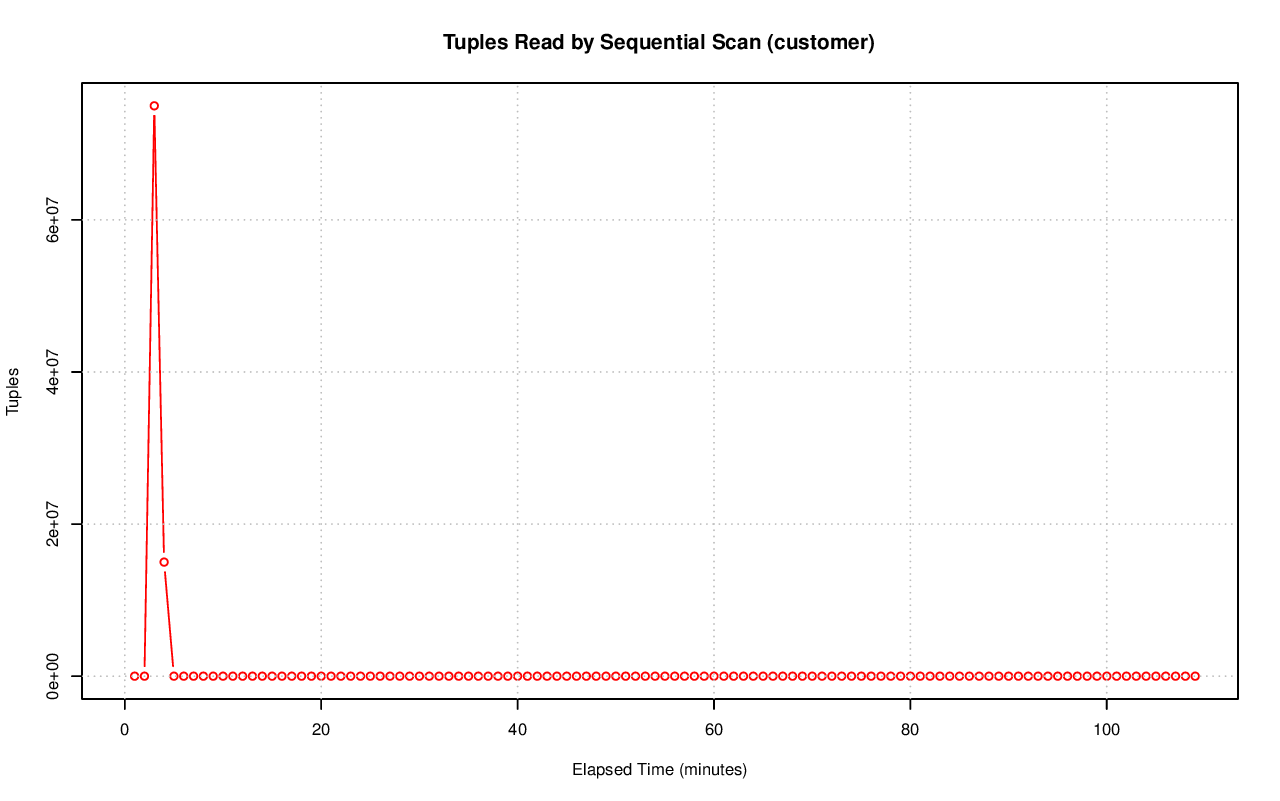 Tuples Read by Sequential Scan (customer)
Tuples
6e+07
4e+07
2e+07
0e+00
0 20 40 60 80 100
Elapsed Time (minutes)